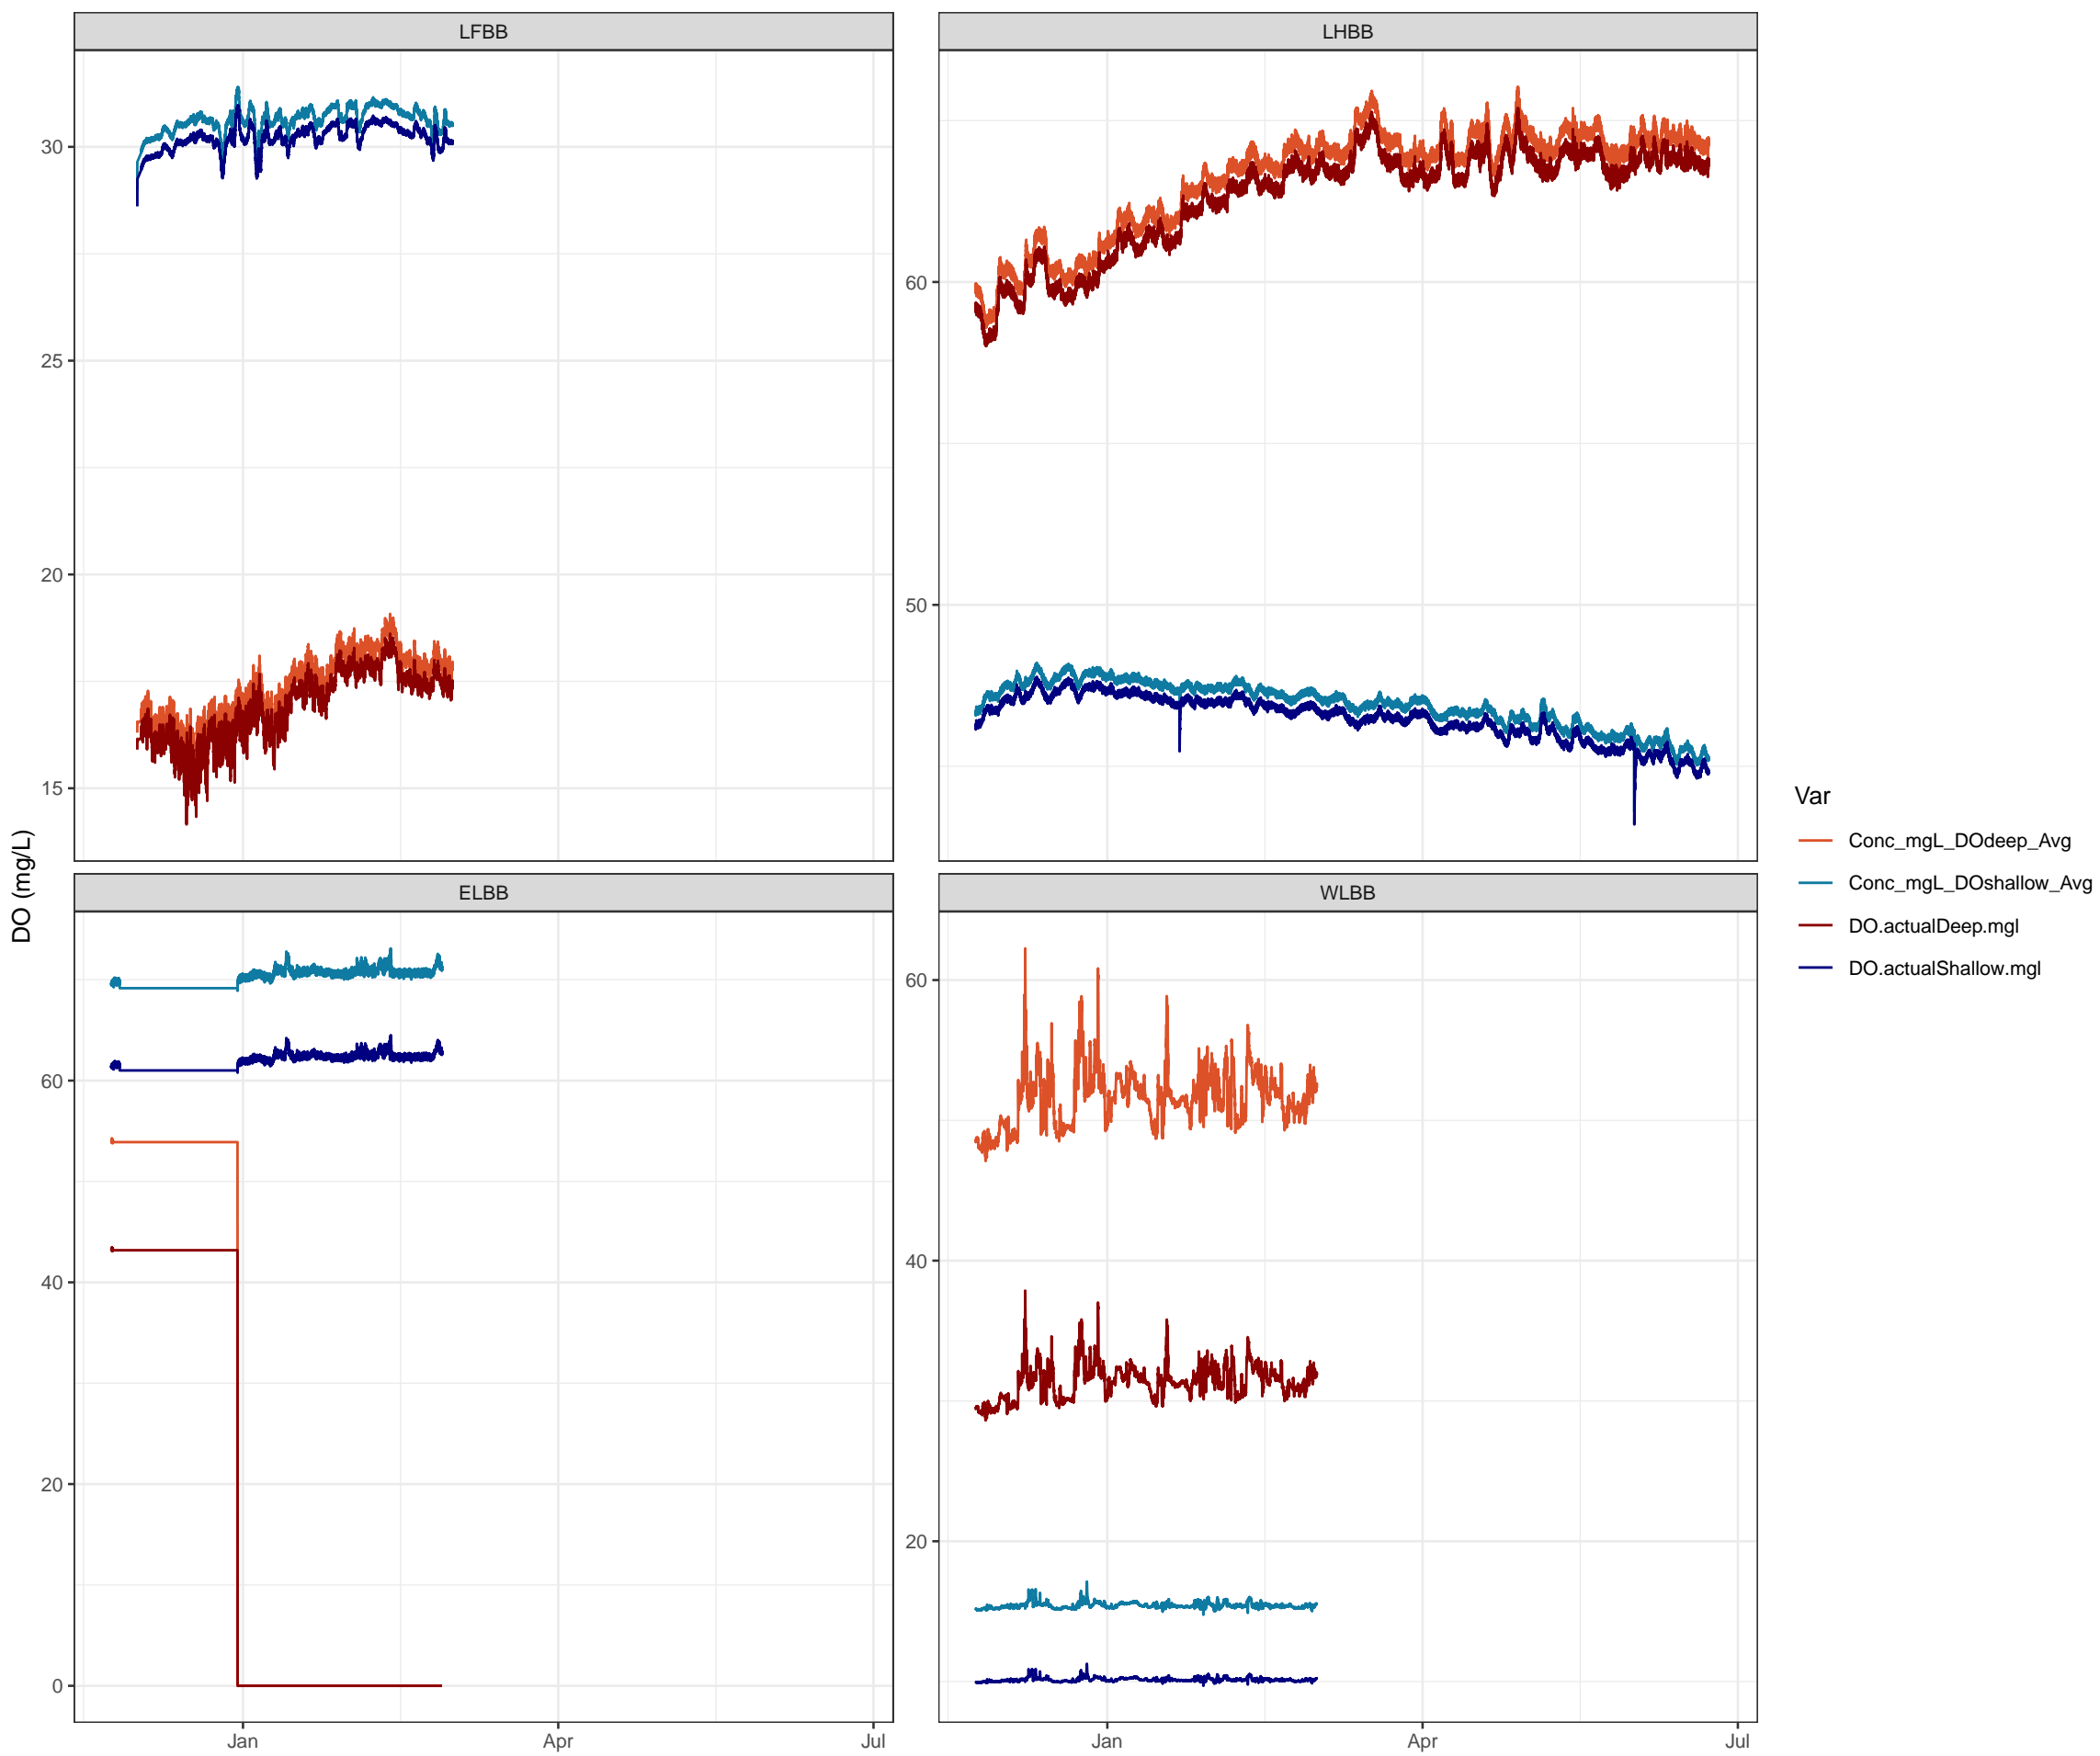 LFBB
LHBB
30
25
20
15
60
50
ELBB
WLBB
60
40
20
0
60
40
20
Jan
Apr
Jul
Jan
Apr
Jul
DO (mg/L)
Var
Conc_mgL_DOdeep_Avg
Conc_mgL_DOshallow_Avg
DO.actualDeep.mgl
DO.actualShallow.mgl